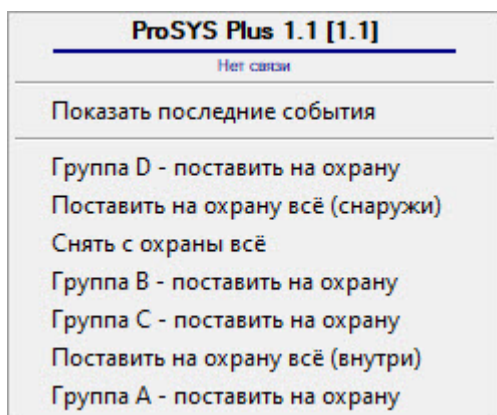 ProSYS Plus 1.1 [1.1]
Нет связи
Показать последние события
Группа D - поставить на охрану
Поставить на охрану всё (снаружи)
Снять с охраны всё
Группа B - поставить на охрану
Группа C - поставить на охрану
Поставить на охрану всё (внутри)
Группа A - поставить на охрану